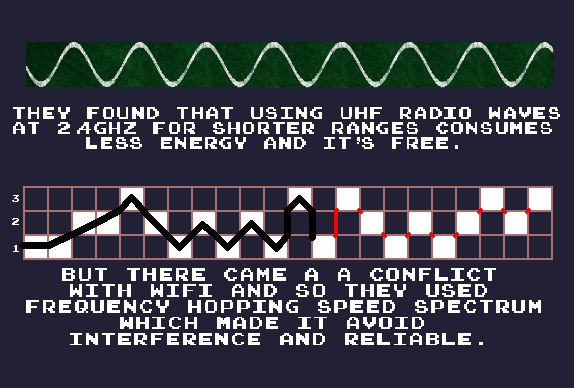 THEY FOUND THAT USING UHF RADIO WAVES
AT 2.4GHZ FOR SHORTER RANGES CONSUMES
LESS ENERGY AND IT'S FREE.
3
2
1
BUT THERE CAME A A CONFLICT
WITH WIFI AND SO THEY USED
FREQUENCY HOPPING SPEED SPECTRUM
WHICH MADE IT AVOID
INTERFERENCE AND RELIABLE.